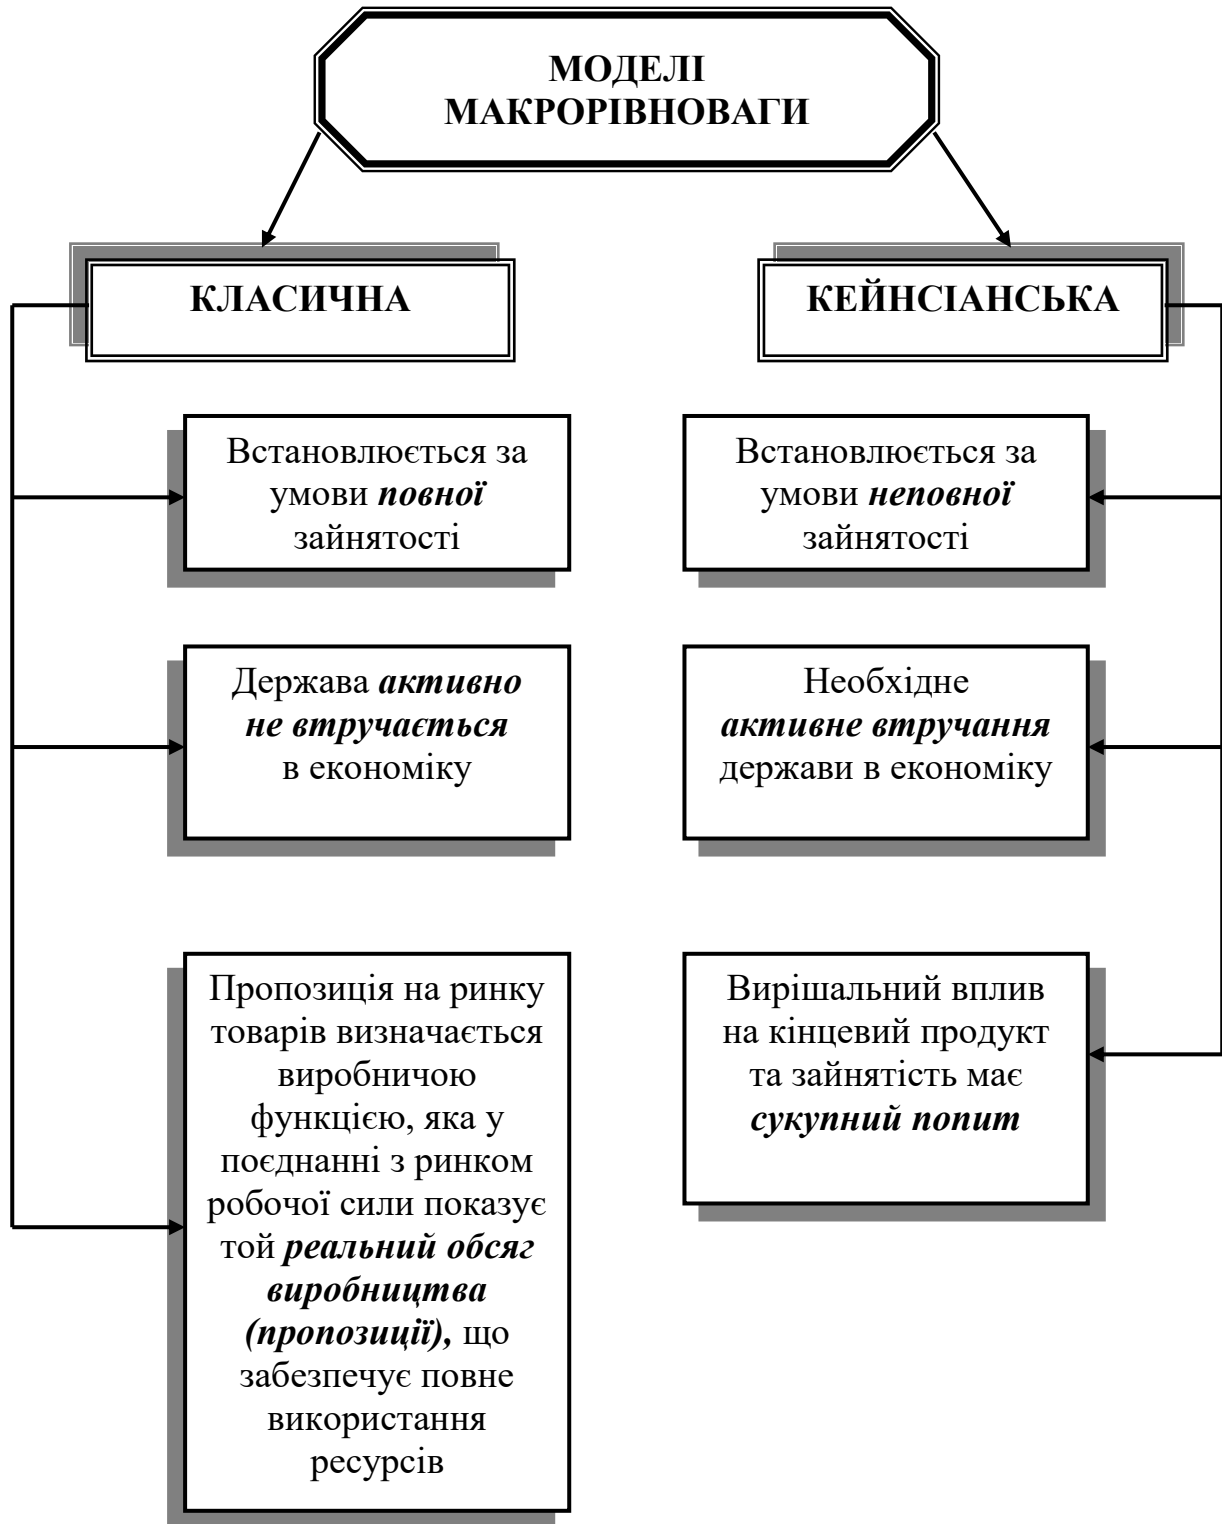 МОДЕЛІ
МАКРОРІВНОВАГИ
КЛАСИЧНА
КЕЙНСІАНСЬКА
Встановлюється за
умови повної
зайнятості
Встановлюється за
умови неповної
зайнятості
Держава активно
не втручається
в економіку
Необхідне
активне втручання
держави в економіку
Пропозиція на ринку
товарів визначається
виробничою
функцією, яка у
поєднанні з ринком
робочої сили показує
той реальний обсяг
виробництва
(пропозиції), що
забезпечує повне
використання
ресурсів
Вирішальний вплив
на кінцевий продукт
та зайнятість має
сукупний попит